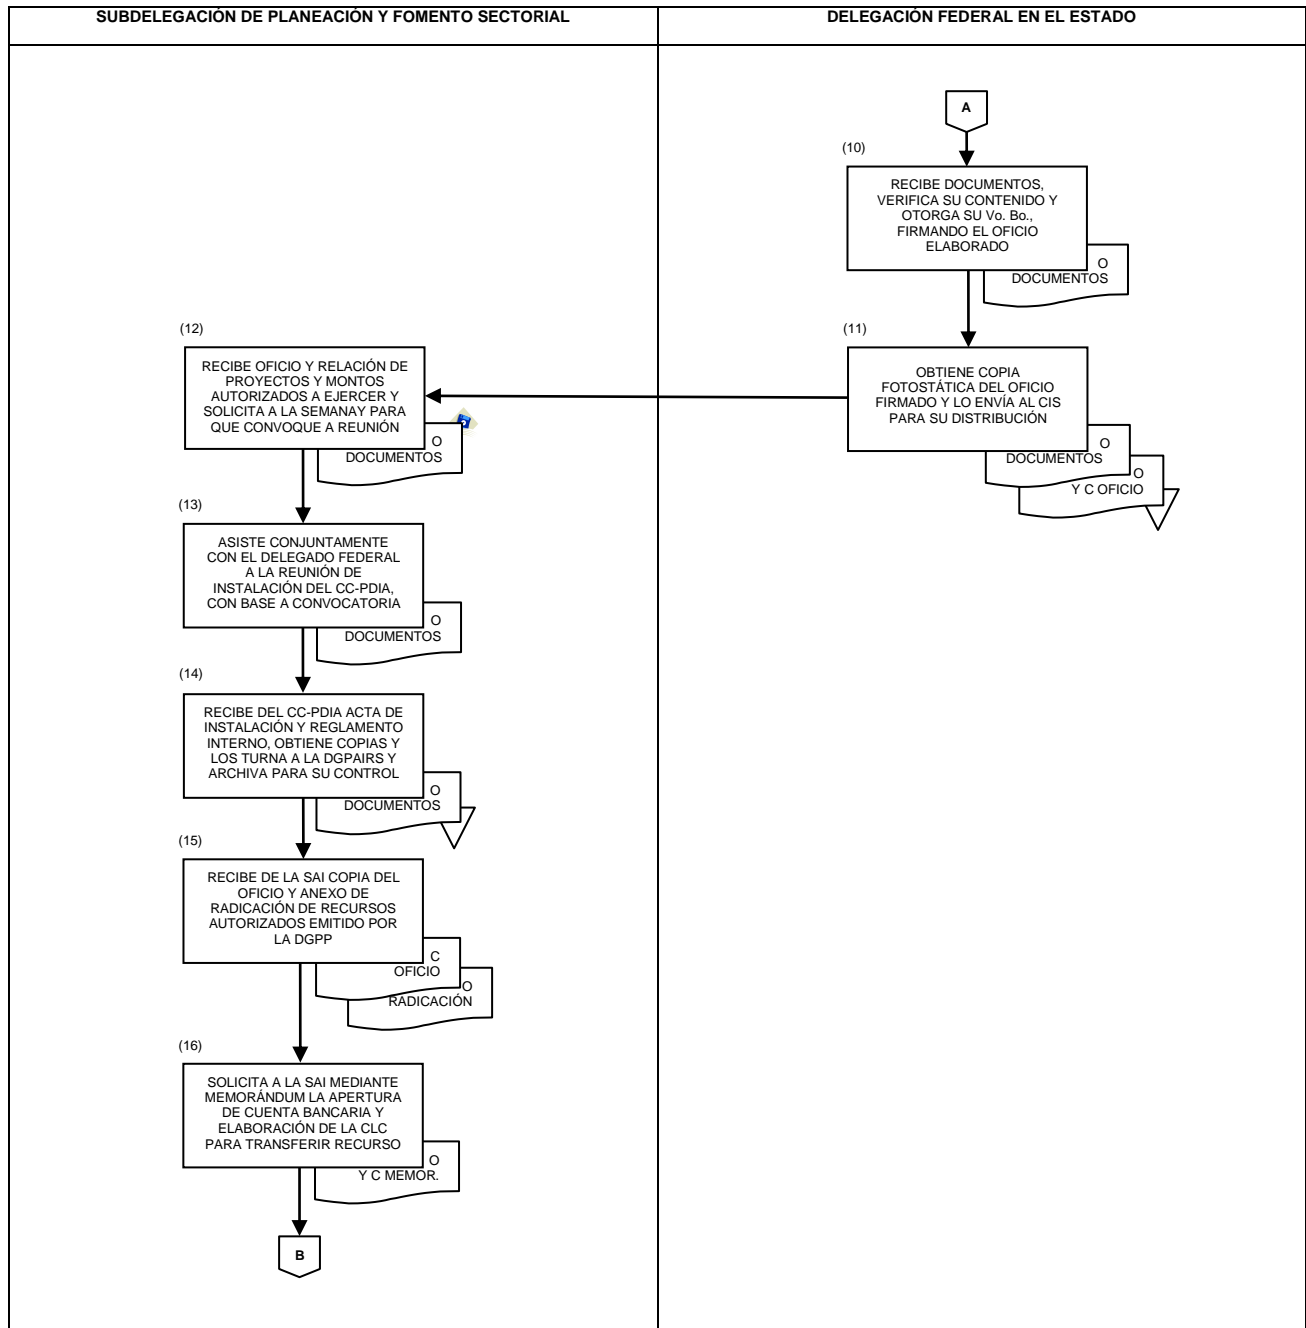 SUBDELEGACIÓN DE PLANEACIÓN Y FOMENTO SECTORIAL
DELEGACIÓN FEDERAL EN EL ESTADO
A
(10)
RECIBE DOCUMENTOS,
VERIFICA SU CONTENIDO Y
OTORGA SU Vo. Bo.,
FIRMANDO EL OFICIO
ELABORADO
O
DOCUMENTOS
(11)
OBTIENE COPIA
FOTOSTÁTICA DEL OFICIO
FIRMADO Y LO ENVÍA AL CIS
PARA SU DISTRIBUCIÓN
O
DOCUMENTOS
O
Y C OFICIO
(12)
RECIBE OFICIO Y RELACIÓN DE
PROYECTOS Y MONTOS
AUTORIZADOS A EJERCER Y
SOLICITA A LA SEMANAY PARA
QUE CONVOQUE A REUNIÓN
O
DOCUMENTOS
(13)
ASISTE CONJUNTAMENTE
CON EL DELEGADO FEDERAL
A LA REUNIÓN DE
INSTALACIÓN DEL CC-PDIA,
CON BASE A CONVOCATORIA
O
DOCUMENTOS
(14)
RECIBE DEL CC-PDIA ACTA DE
INSTALACIÓN Y REGLAMENTO
INTERNO, OBTIENE COPIAS Y
LOS TURNA A LA DGPAIRS Y
ARCHIVA PARA SU CONTROL
O
DOCUMENTOS
(15)
RECIBE DE LA SAI COPIA DEL
OFICIO Y ANEXO DE
RADICACIÓN DE RECURSOS
AUTORIZADOS EMITIDO POR
LA DGPP
C
OFICIO
O
RADICACIÓN
(16)
SOLICITA A LA SAI MEDIANTE
MEMORÁNDUM LA APERTURA
DE CUENTA BANCARIA Y
ELABORACIÓN DE LA CLC
PARA TRANSFERIR RECURSO
O
Y C MEMOR.
B